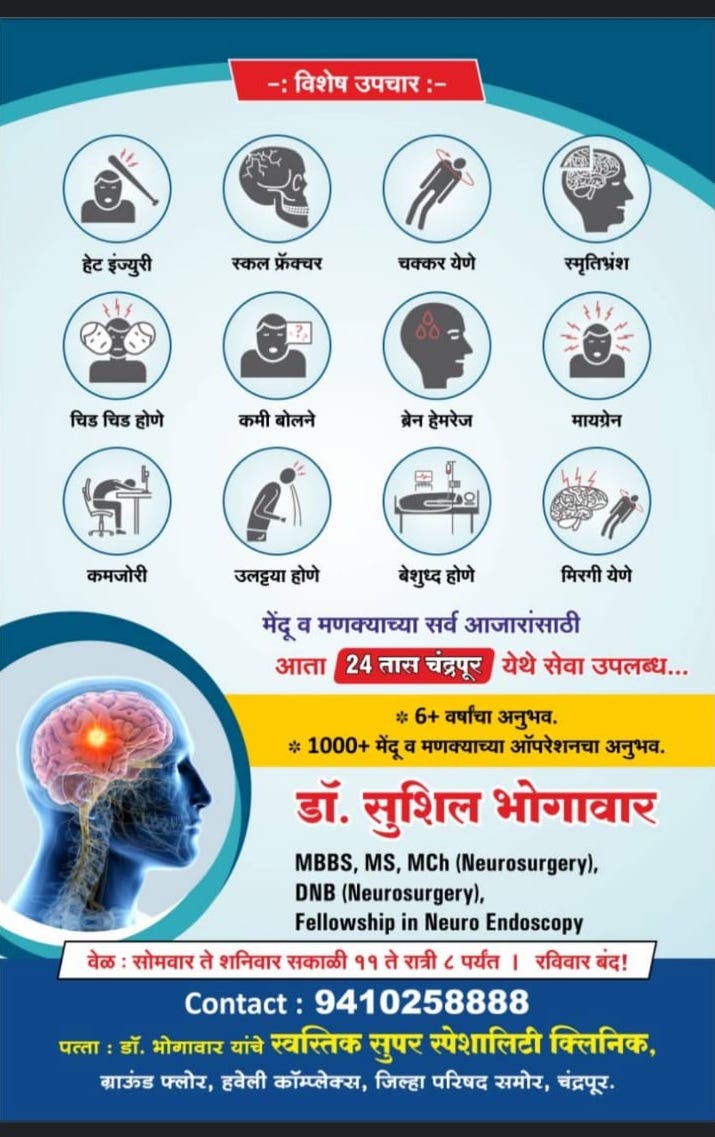 -: विशेष उपचार :-
हेट इंज्युरी
स्कल फ्रॅक्चर
चक्कर येणे
स्मृतिभ्रंश
चिड चिड होणे
कमी बोलने
ब्रेन हेमरेज
मायग्रेन
कमजोरी
उलट्टया होणे
बेशुध्द होणे
मिरगी येणे
मेंदू व मणक्याच्या सर्व आजारांसाठी
आता 24 तास चंद्रपूर येथे सेवा उपलब्ध...
* 6+ वर्षांचा अनुभव.
* 1000+ मेंदू व मणक्याच्या ऑपरेशनचा अनुभव.
डॉ. सुशिल भोगावार
MBBS, MS, MCh (Neurosurgery),
DNB (Neurosurgery),
Fellowship in Neuro Endoscopy
वेळ : सोमवार ते शनिवार सकाळी ११ ते रात्री ८ पर्यंत | रविवार बंद!
Contact : 9410258888
पत्ता : डॉ. भोगावार यांचे स्वस्तिक सुपर स्पेशालिटी क्लिनिक,
ग्राऊंड फ्लोर, हवेली कॉम्प्लेक्स, जिल्हा परिषद समोर, चंद्रपूर.